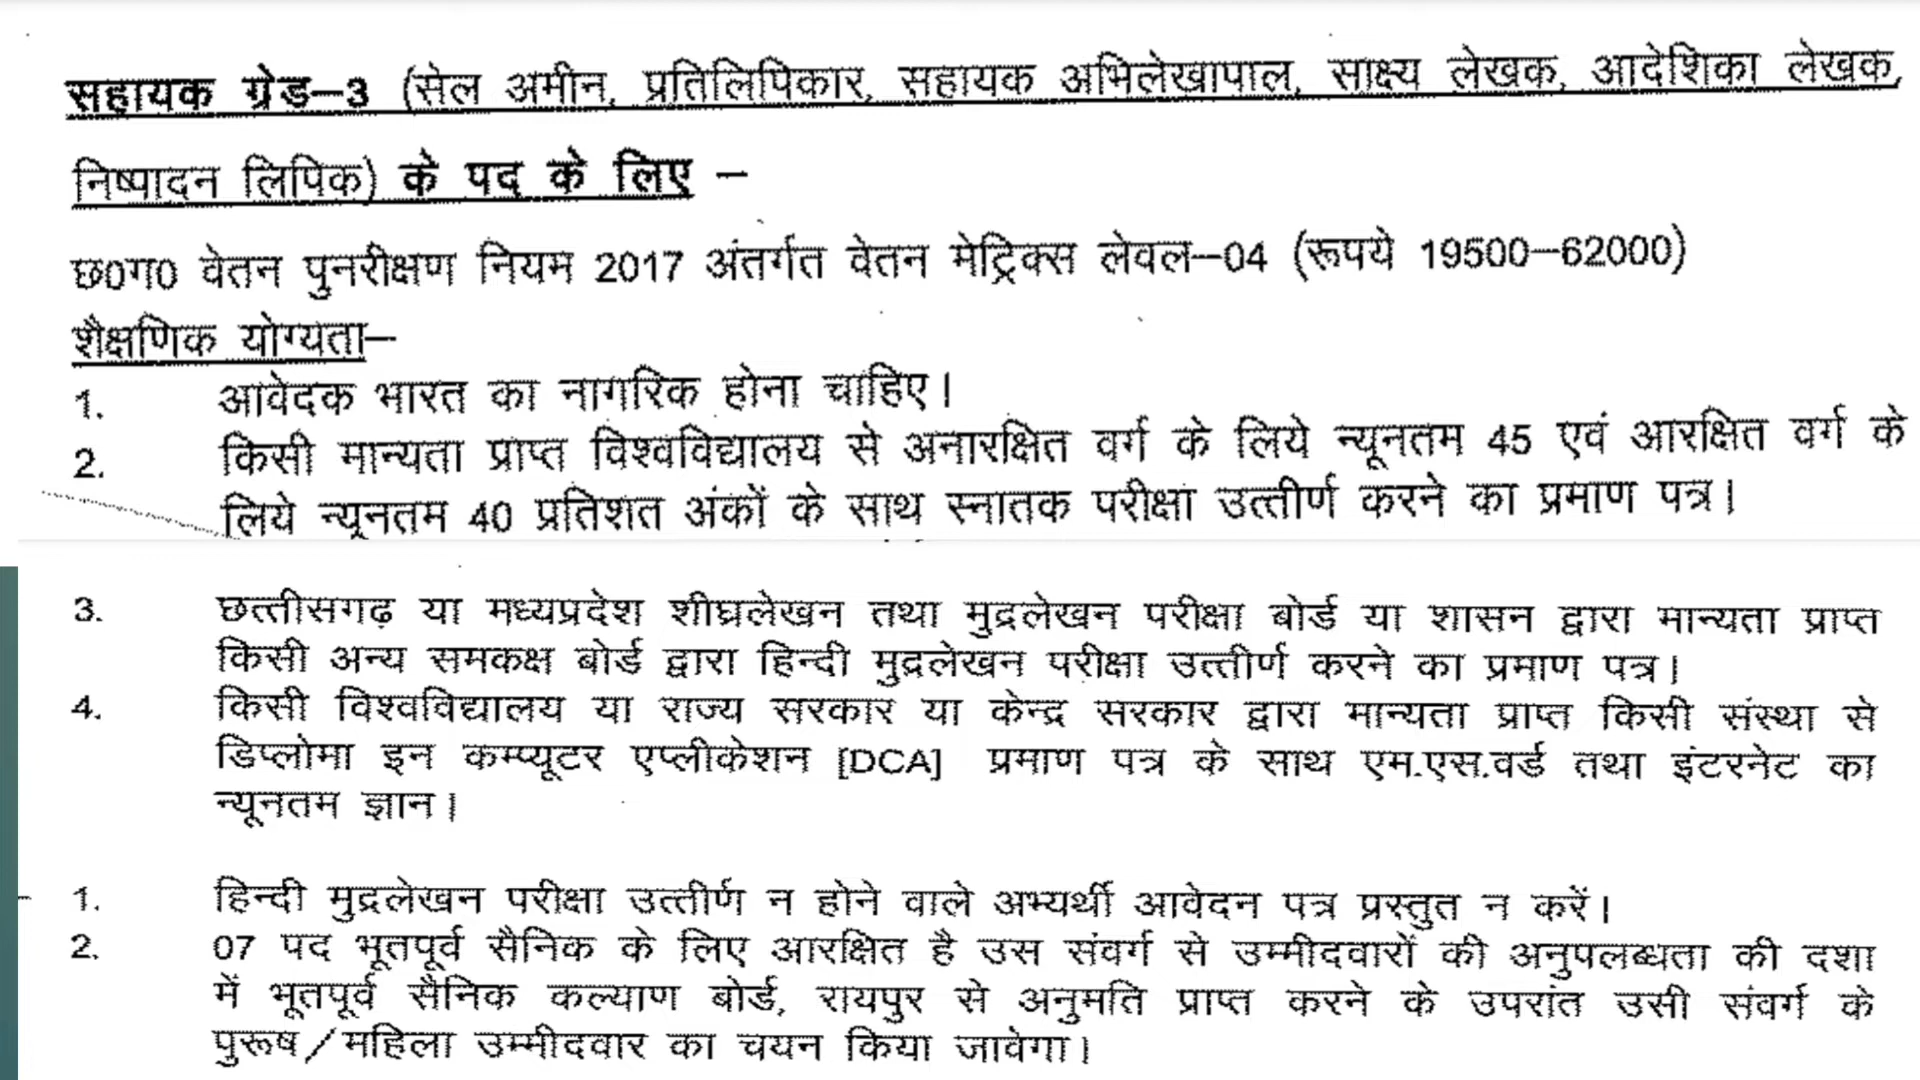 सहायक ग्रेड–3 (सेल अमीन, प्रतिलिपिकार, सहायक अभिलेखापाल, साक्ष्य लेखक, आदेशिका लेखक,
निष्पादन लिपिक) के पद के लिए –
छ0ग0 वेतन पुनरीक्षण नियम 2017 अंतर्गत वेतन मेट्रिक्स लेवल–04 (रूपये 19500–62000)
शैक्षणिक योग्यता–
1. आवेदक भारत का नागरिक होना चाहिए।
2. किसी मान्यता प्राप्त विश्वविद्यालय से अनारक्षित वर्ग के लिये न्यूनतम 45 एवं आरक्षित वर्ग के
लिये न्यूनतम 40 प्रतिशत अंकों के साथ स्नातक परीक्षा उत्तीर्ण करने का प्रमाण पत्र।
3. छत्तीसगढ़ या मध्यप्रदेश शीघ्रलेखन तथा मुद्रलेखन परीक्षा बोर्ड या शासन द्वारा मान्यता प्राप्त
किसी अन्य समकक्ष बोर्ड द्वारा हिन्दी मुद्रलेखन परीक्षा उत्तीर्ण करने का प्रमाण पत्र।
4. किसी विश्वविद्यालय या राज्य सरकार या केन्द्र सरकार द्वारा मान्यता प्राप्त किसी संस्था से
डिप्लोमा इन कम्प्यूटर एप्लीकेशन [DCA] प्रमाण पत्र के साथ एम.एस.वर्ड तथा इंटरनेट का
न्यूनतम ज्ञान।
1. हिन्दी मुद्रलेखन परीक्षा उत्तीर्ण न होने वाले अभ्यर्थी आवेदन पत्र प्रस्तुत न करें।
2. 07 पद भूतपूर्व सैनिक के लिए आरक्षित है उस संवर्ग से उम्मीदवारों की अनुपलब्धता की दशा
में भूतपूर्व सैनिक कल्याण बोर्ड, रायपुर से अनुमति प्राप्त करने के उपरांत उसी संवर्ग के
पुरूष/महिला उम्मीदवार का चयन किया जावेगा।